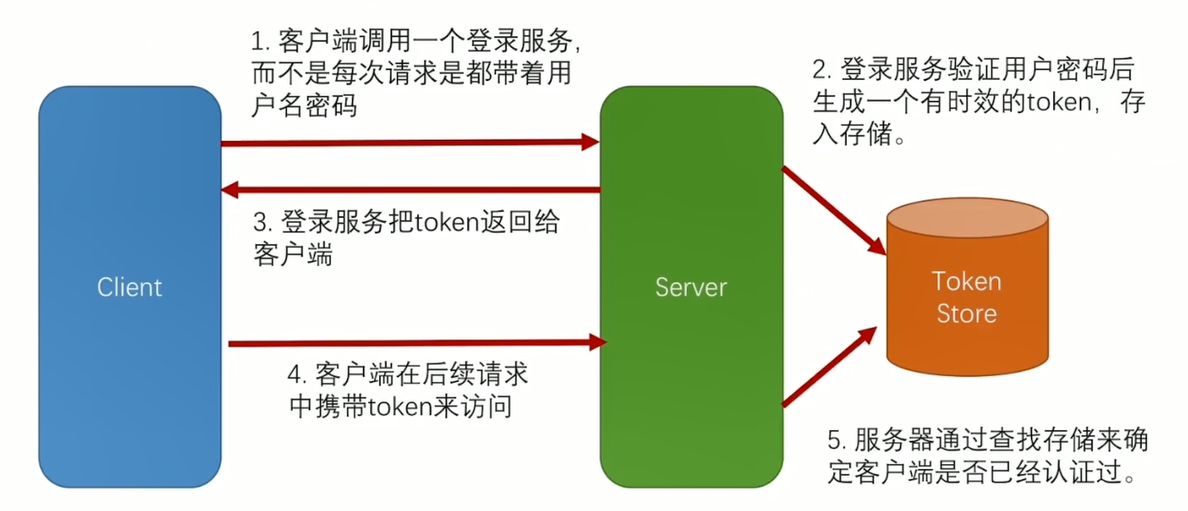 1. 客户端调用一个登录服务，
而不是每次请求是都带着用
户名密码
2. 登录服务验证用户密码后
生成一个有时效的token，存
入存储。
3. 登录服务把token返回给
客户端
Client
Server
Token
Store
4. 客户端在后续请求
中携带token来访问
5. 服务器通过查找存储来确
定客户端是否已经认证过。